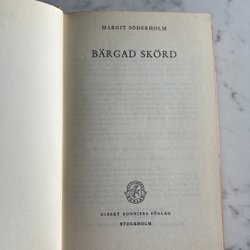 MARGIT SÖDERHOLM
BÄRGAD SKÖRD
ALBERT BONNIERS FÖRLAG
STOCKHOLM